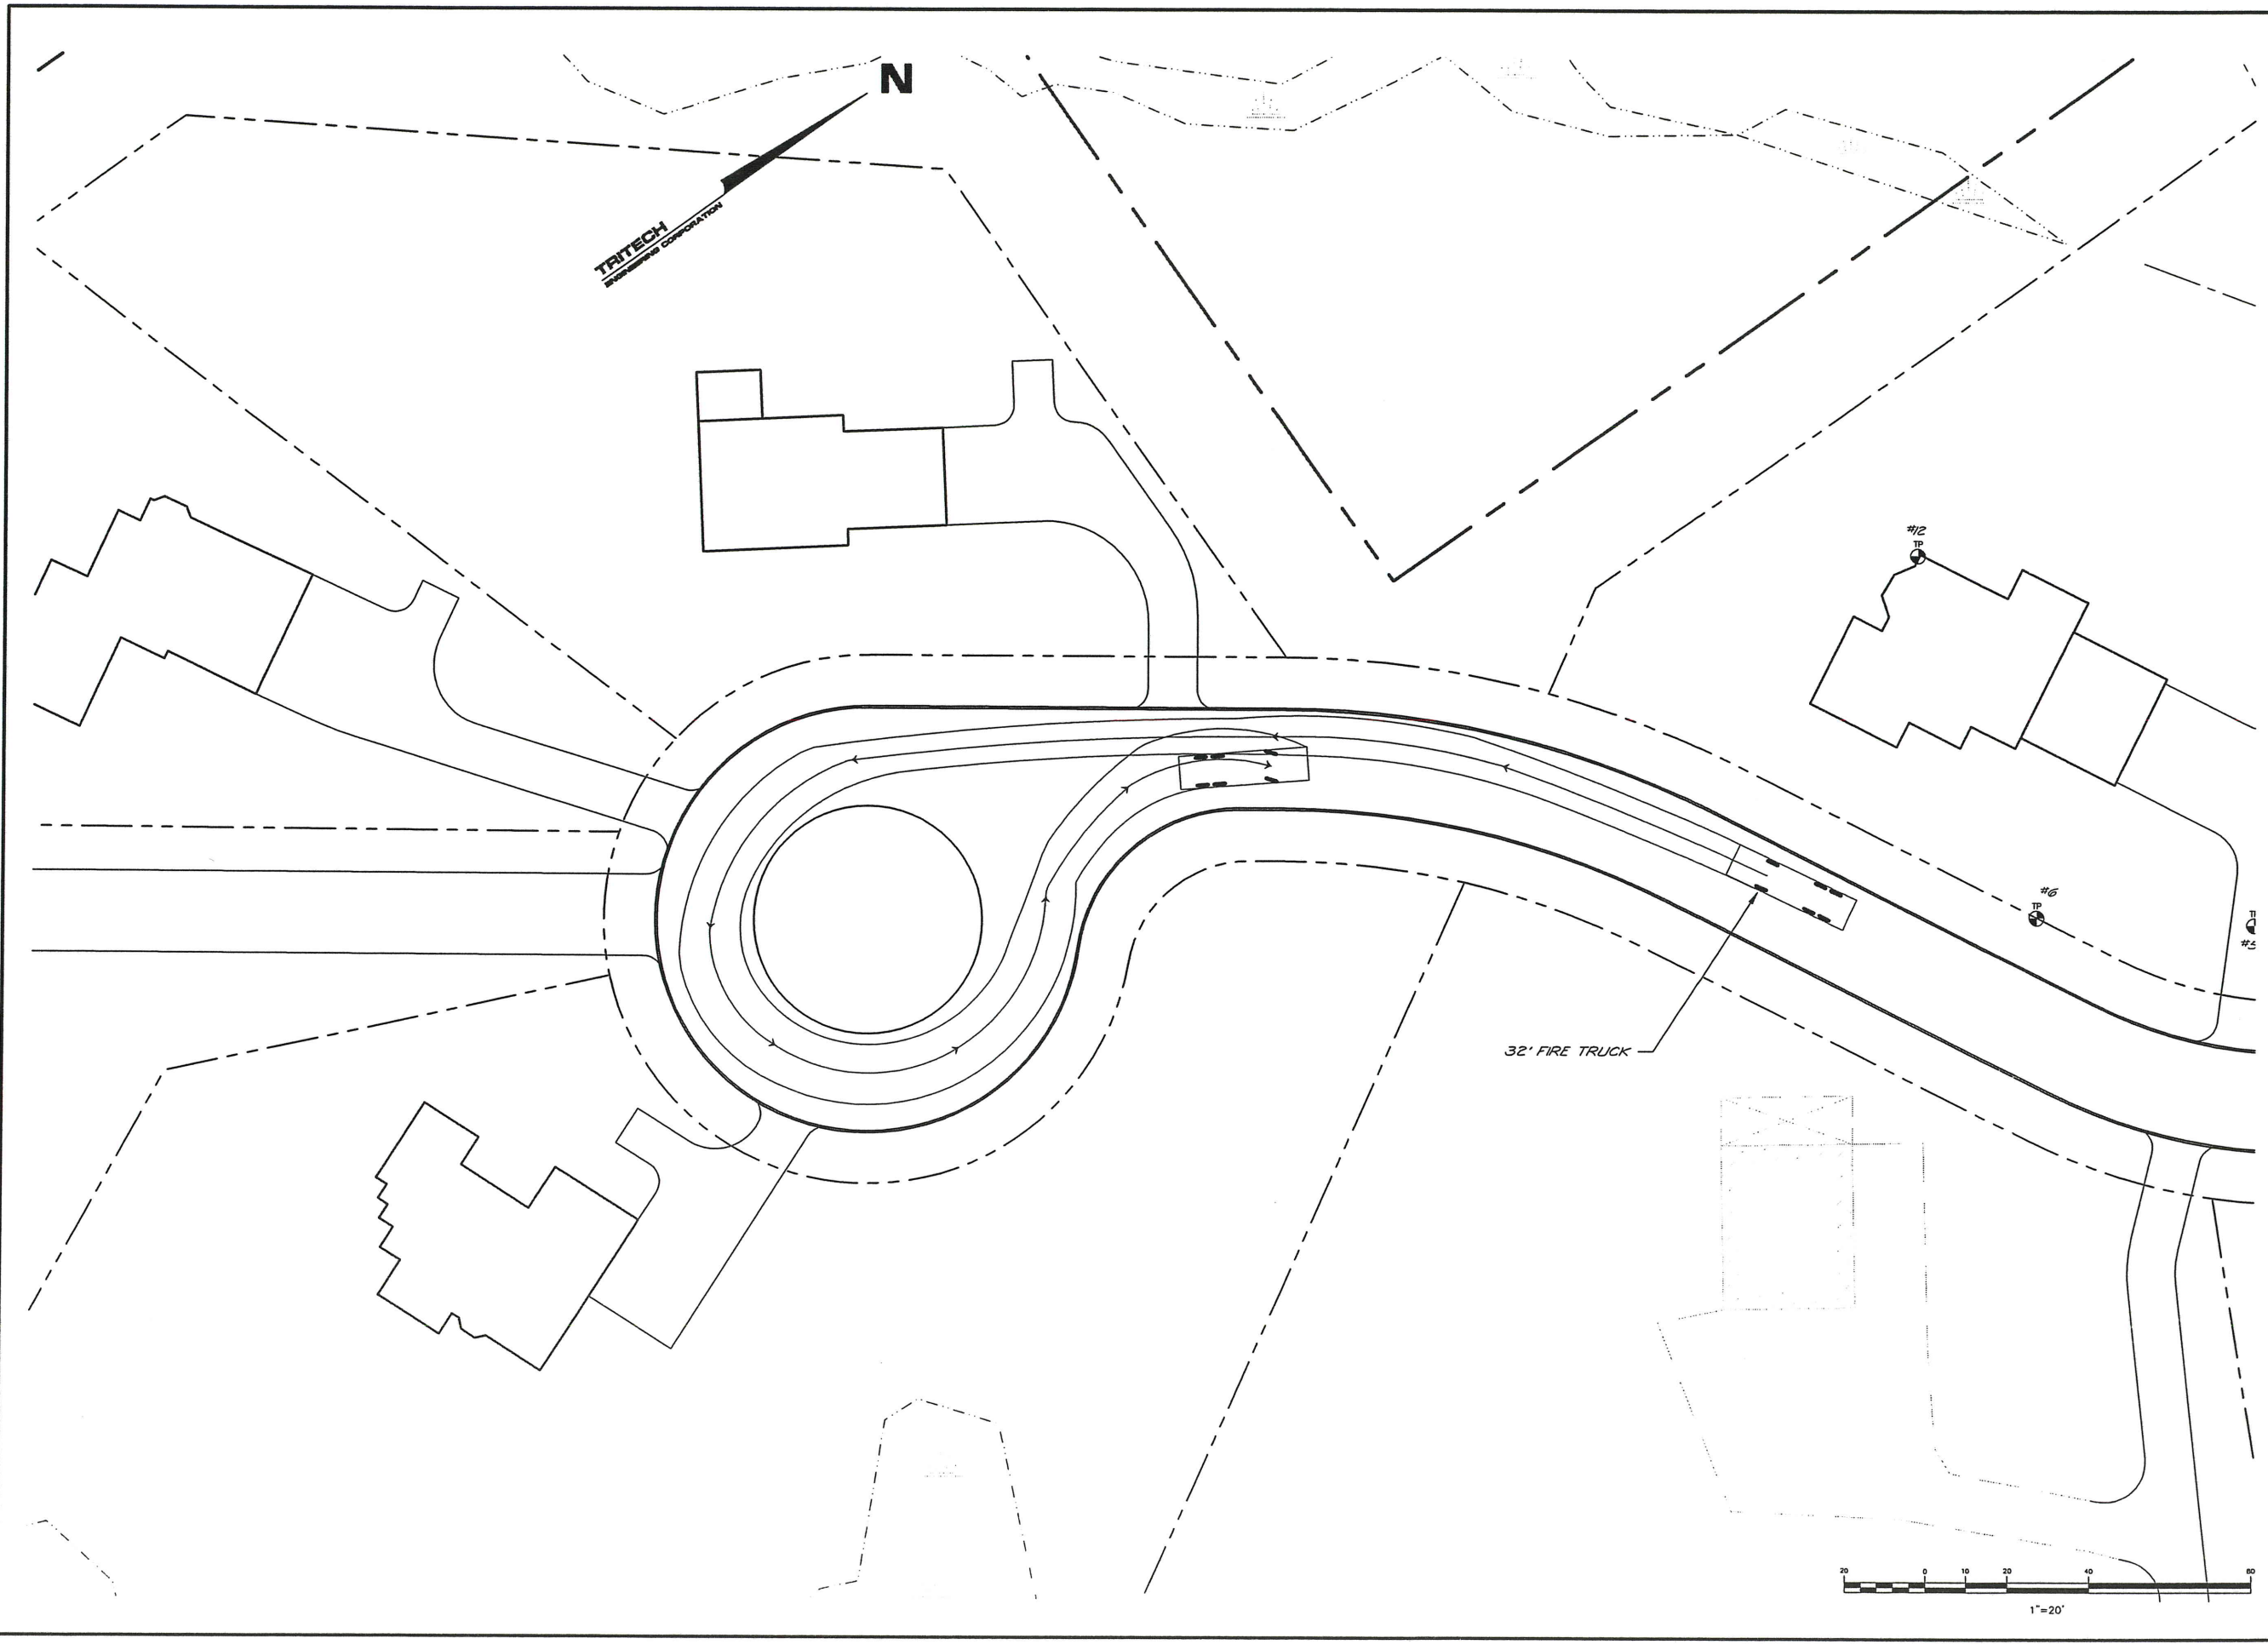 N
TRITECH
ENGINEERING CORPORATION
#12
TP
#6
TP
32' FIRE TRUCK
20 0 10 20 40 80
1"=20'